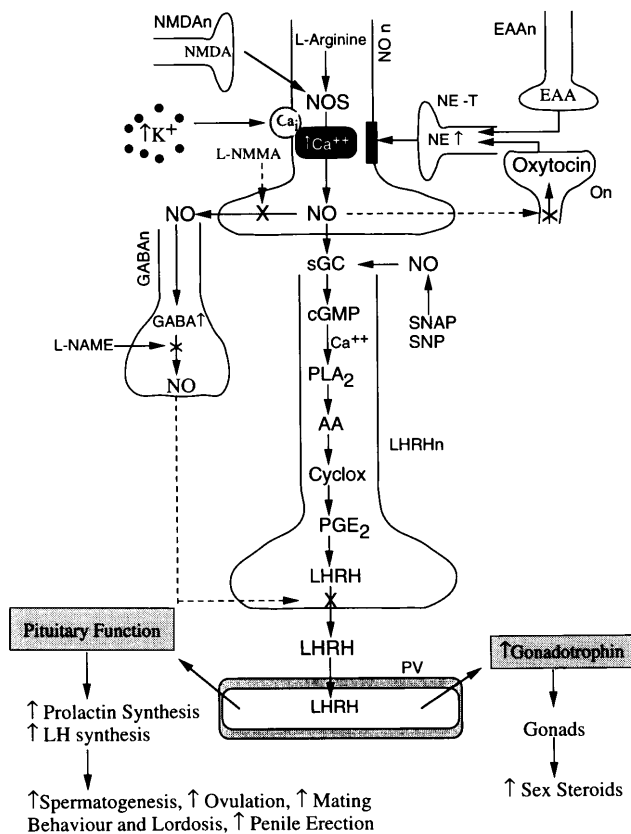 NMDAn
NMDA
L-Arginine
NO n
EAAn
EAA
NOS
NE -T
↑K+
Cai
↑Ca++
NE ↑
Oxytocin
On
L-NMMA
X
X
NO
NO
GABAn
sGC
NO
cGMP
SNAP
SNP
GABA↑
Ca++
L-NAME
X
PLA2
NO
AA
LHRHn
Cyclox
PGE2
LHRH
X
Pituitary Function
LHRH
↑Gonadotrophin
PV
LHRH
↑ Prolactin Synthesis
↑ LH synthesis
Gonads
↑ Sex Steroids
↑Spermatogenesis, ↑ Ovulation, ↑ Mating
Behaviour and Lordosis, ↑ Penile Erection